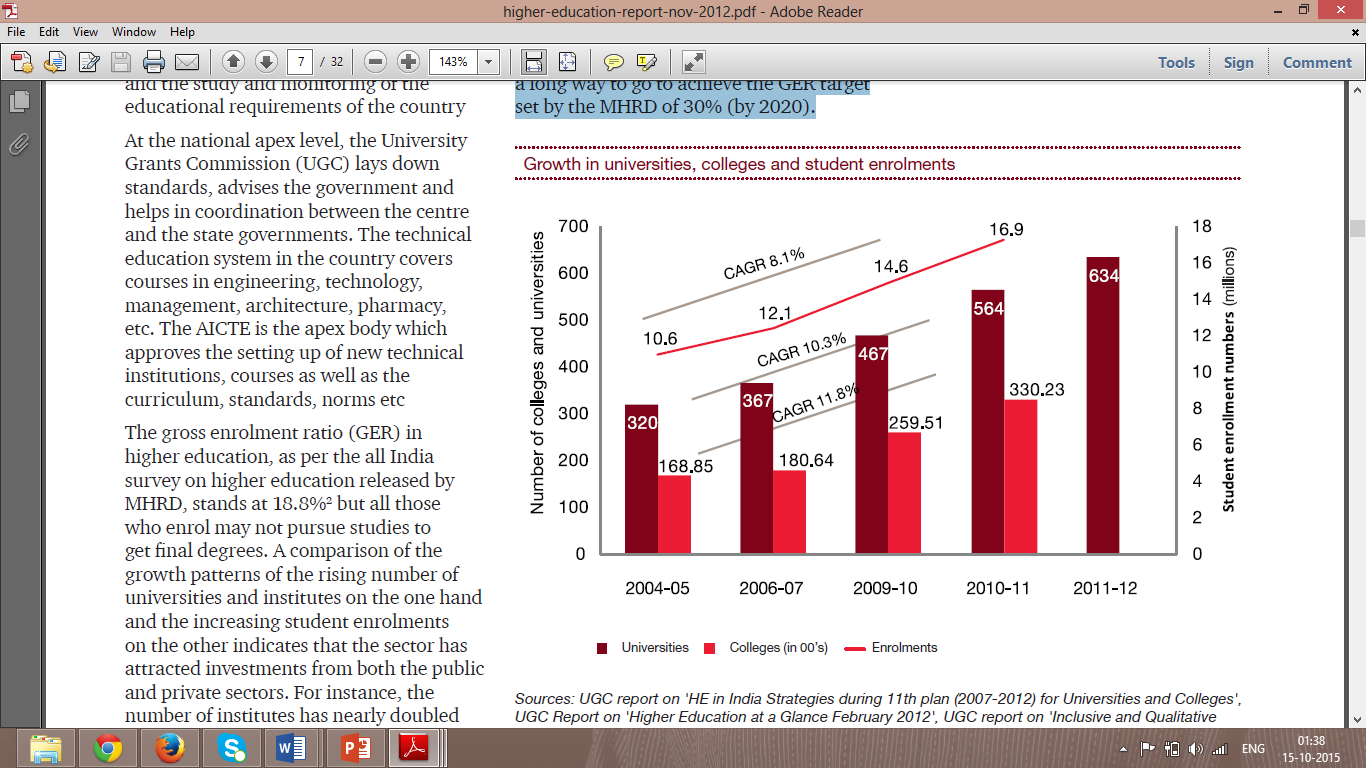 higher-education-report-nov-2012.pdf - Adobe Reader
File Edit View Window Help
7 / 32 143% Tools Sign Comment
and the study and monitoring of the
educational requirements of the country
At the national apex level, the University
Grants Commission (UGC) lays down
standards, advises the government and
helps in coordination between the centre
and the state governments. The technical
education system in the country covers
courses in engineering, technology,
management, architecture, pharmacy,
etc. The AICTE is the apex body which
approves the setting up of new technical
institutions, courses as well as the
curriculum, standards, norms etc
The gross enrolment ratio (GER) in
higher education, as per the all India
survey on higher education released by
MHRD, stands at 18.8%² but all those
who enrol may not pursue studies to
get final degrees. A comparison of the
growth patterns of the rising number of
universities and institutes on the one hand
and the increasing student enrolments
on the other indicates that the sector has
attracted investments from both the public
and private sectors. For instance, the
number of institutes has nearly doubled
a long way to go to achieve the GER target
set by the MHRD of 30% (by 2020).
Growth in universities, colleges and student enrolments
Number of colleges and universities
700
600
500
400
300
200
100
0
CAGR 8.1%
10.6 12.1 14.6 16.9
CAGR 10.3%
CAGR 11.8%
320 367 467 564 634
168.85 180.64 259.51 330.23
18
16
14
12
10
8
6
4
2
0
Student enrollment numbers (millions)
2004-05 2006-07 2009-10 2010-11 2011-12
Universities Colleges (in 00's) Enrolments
Sources: UGC report on 'HE in India Strategies during 11th plan (2007-2012) for Universities and Colleges',
UGC Report on 'Higher Education at a Glance February 2012', UGC report on 'Inclusive and Qualitative
ENG
01:38
15-10-2015